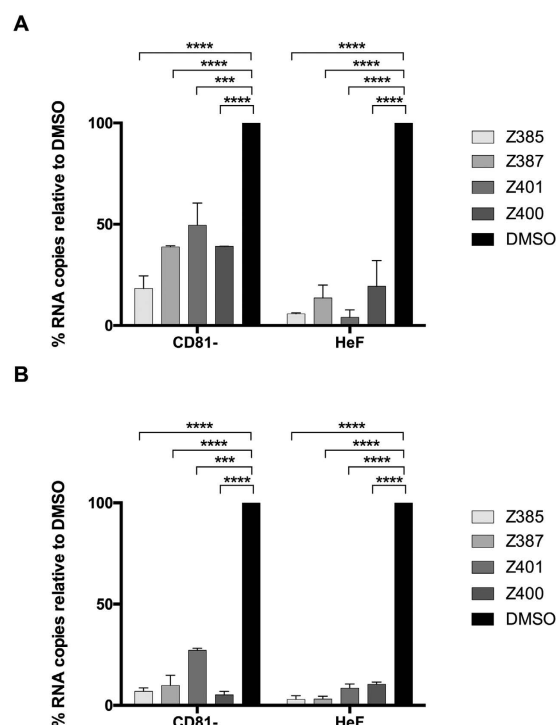 A
****
****
****
****
***
****
****
****
100
50
0
% RNA copies relative to DMSO
CD81-
HeF
Z385
Z387
Z401
Z400
DMSO
B
****
****
****
****
***
****
****
****
100
50
0
% RNA copies relative to DMSO
CD81-
HeF
Z385
Z387
Z401
Z400
DMSO